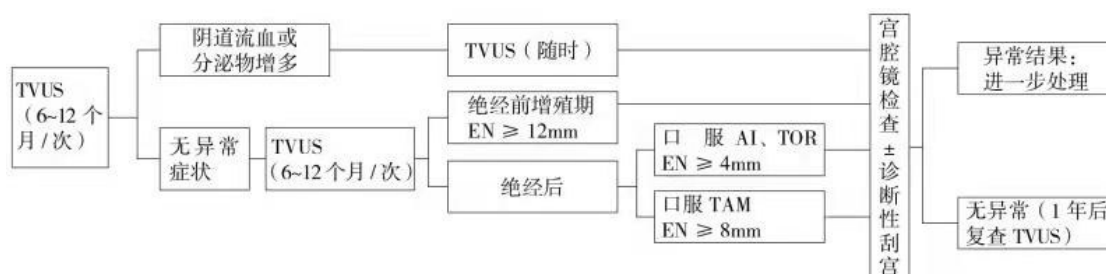 TVUS
（6~12 个
月 / 次）
阴道流血或
分泌物增多
TVUS（随时）
无异常
症状
TVUS
（6~12个月 / 次）
绝经前增殖期
EN ≥ 12mm
绝经后
口 服 AI、TOR
EN ≥ 4mm
口服 TAM
EN ≥ 8mm
宫腔镜检查±诊断性刮宫
异常结果：
进一步处理
无异常（1 年后
复查 TVUS）